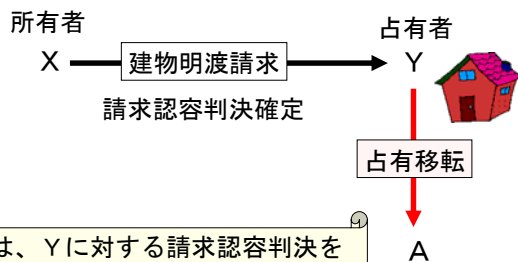 所有者
占有者
X
建物明渡請求
Y
請求認容判決確定
占有移転
は、Yに対する請求認容判決を
A